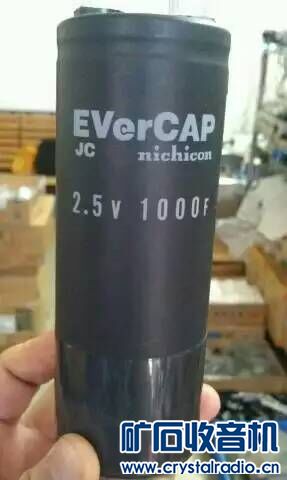 EVerCAP
JC nichicon
2.5V 1000F
矿石收音机
www.crystalradio.cn